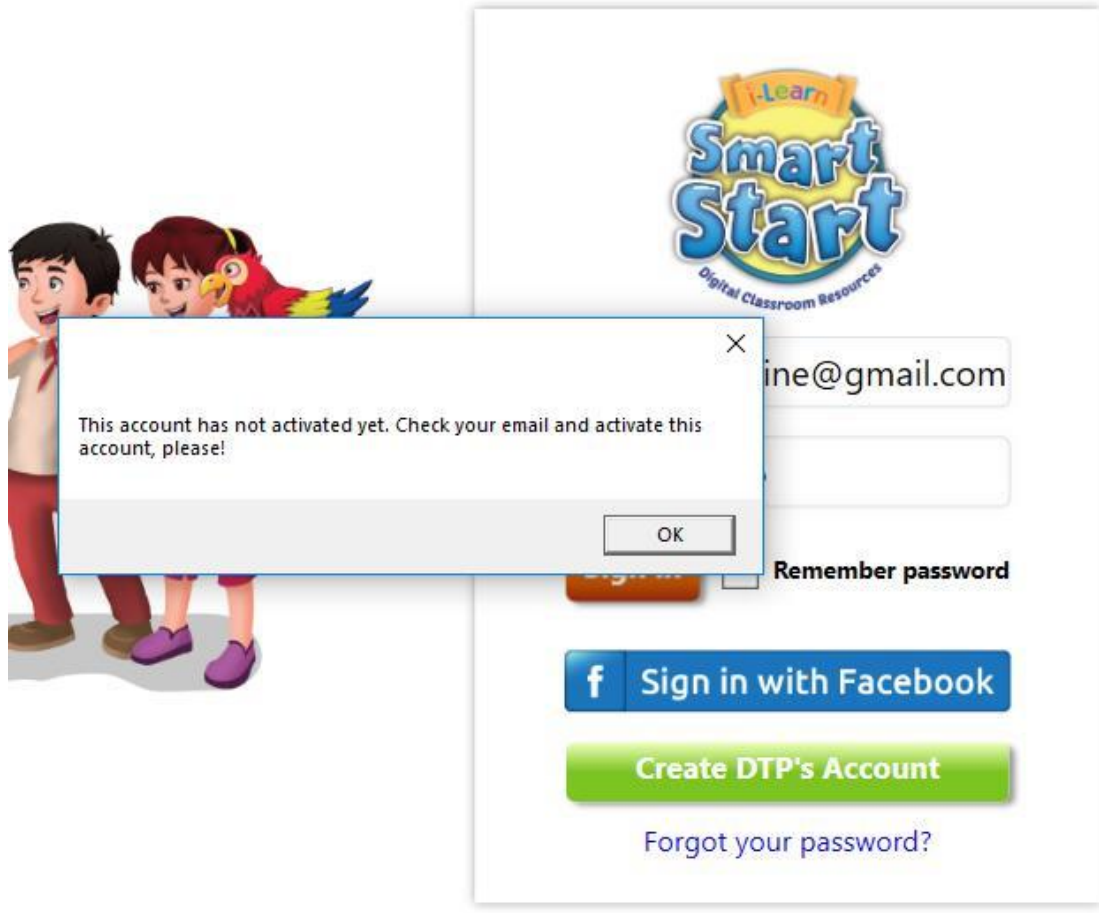 i-Learn
Smart
Start
Digital Classroom Resources
ine@gmail.com
This account has not activated yet. Check your email and activate this
account, please!
OK
Remember password
f Sign in with Facebook
Create DTP's Account
Forgot your password?